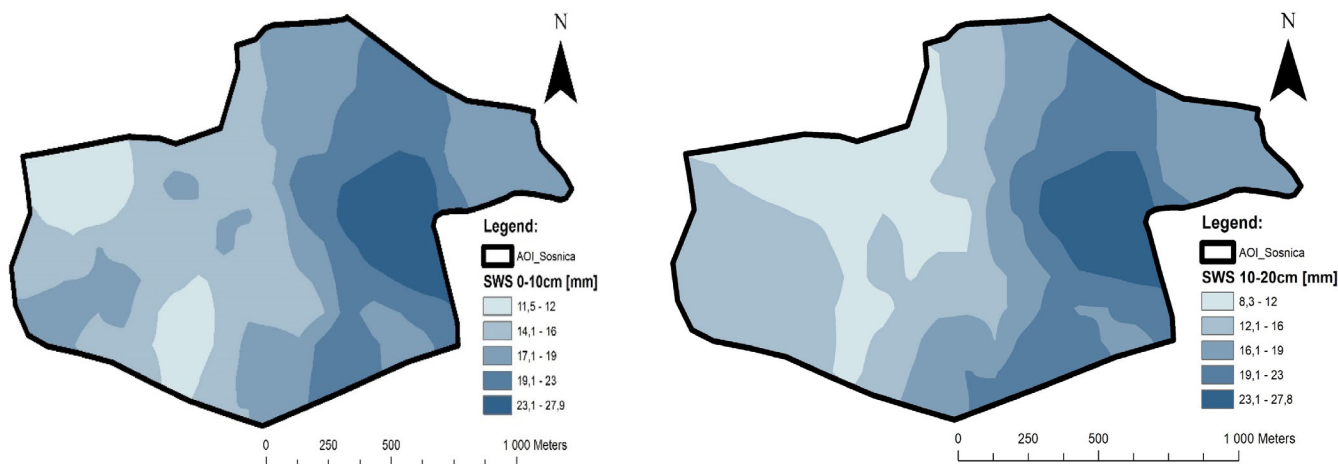 N
Legend:
AOI_Sosnica
SWS 0-10cm [mm]
11,5 - 12
14,1 - 16
17,1 - 19
19,1 - 23
23,1 - 27,9
0 250 500 1 000 Meters
N
Legend:
AOI_Sosnica
SWS 10-20cm [mm]
8,3 - 12
12,1 - 16
16,1 - 19
19,1 - 23
23,1 - 27,8
0 250 500 1 000 Meters